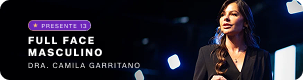 PRESENTE 13
FULL FACE
MASCULINO
DRA. CAMILA GARRITANO